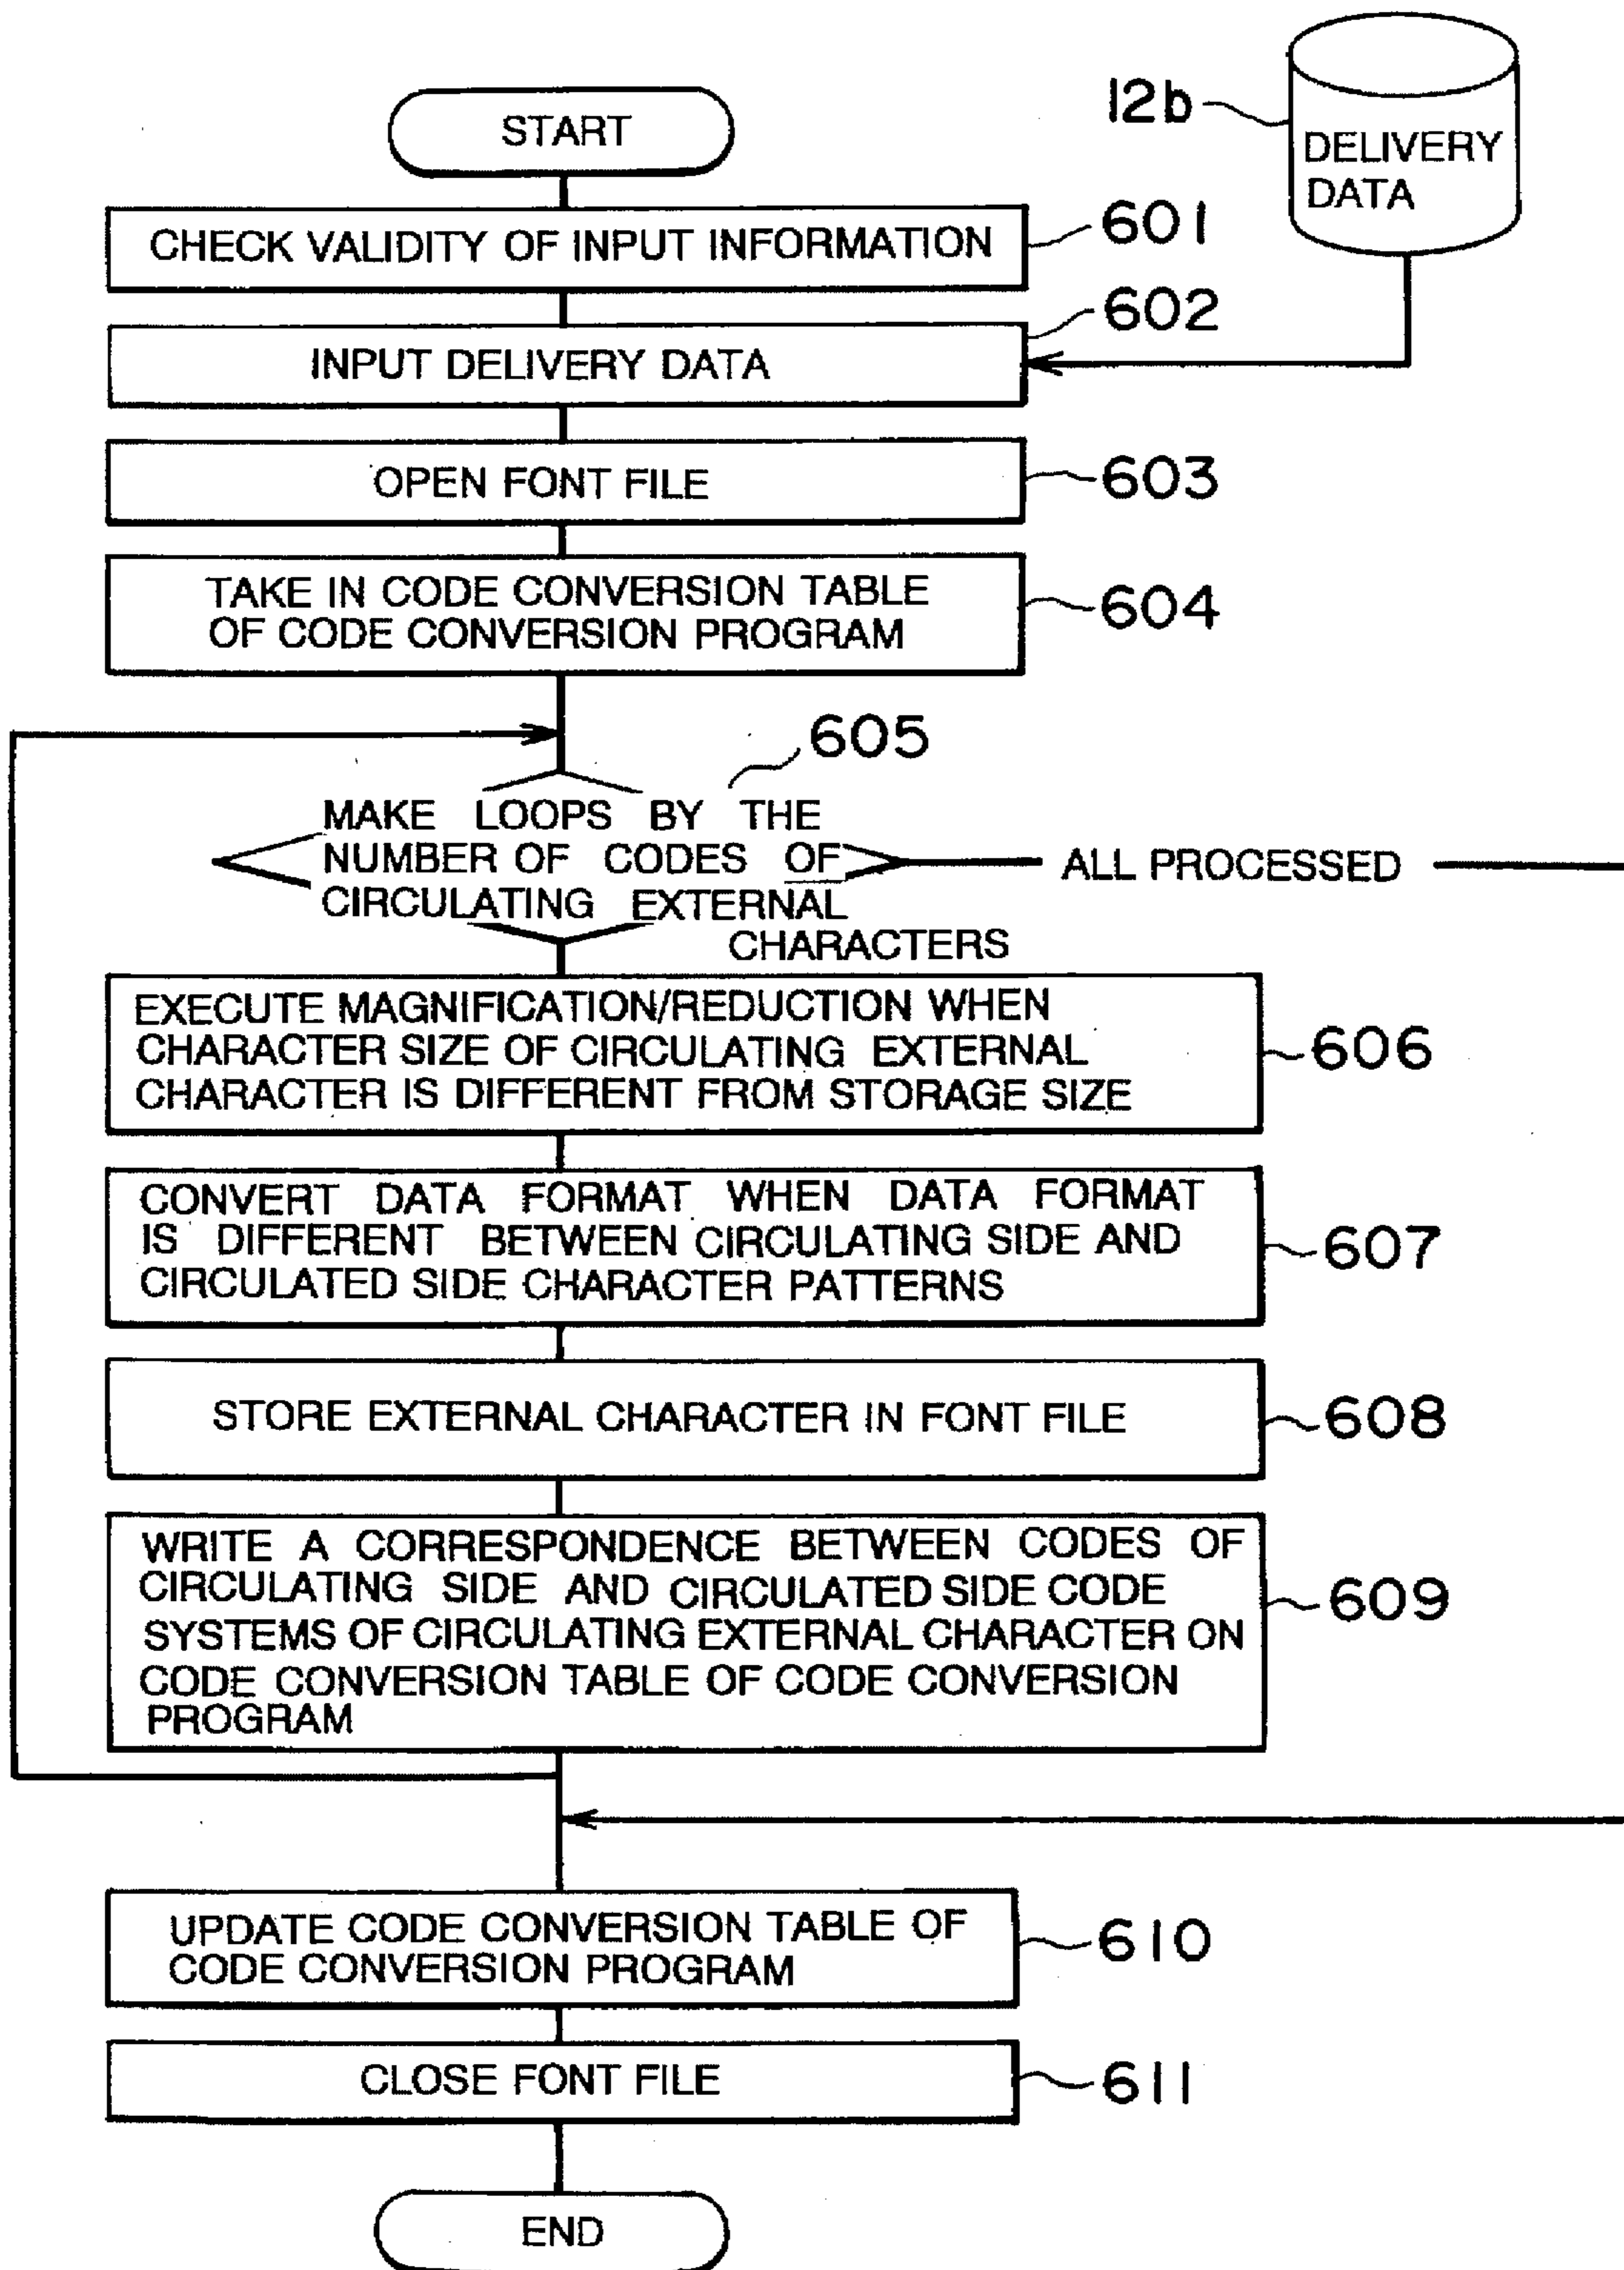 12b
DELIVERY
DATA
START
CHECK VALIDITY OF INPUT INFORMATION
601
602
INPUT DELIVERY DATA
OPEN FONT FILE
603
TAKE IN CODE CONVERSION TABLE
OF CODE CONVERSION PROGRAM
604
605
MAKE LOOPS BY THE
NUMBER OF CODES OF
CIRCULATING EXTERNAL
CHARACTERS
ALL PROCESSED
EXECUTE MAGNIFICATION/REDUCTION WHEN
CHARACTER SIZE OF CIRCULATING EXTERNAL
CHARACTER IS DIFFERENT FROM STORAGE SIZE
606
CONVERT DATA FORMAT WHEN DATA FORMAT
IS DIFFERENT BETWEEN CIRCULATING SIDE AND
CIRCULATED SIDE CHARACTER PATTERNS
607
STORE EXTERNAL CHARACTER IN FONT FILE
608
WRITE A CORRESPONDENCE BETWEEN CODES OF
CIRCULATING SIDE AND CIRCULATED SIDE CODE
SYSTEMS OF CIRCULATING EXTERNAL CHARACTER ON
CODE CONVERSION TABLE OF CODE CONVERSION
PROGRAM
609
UPDATE CODE CONVERSION TABLE OF
CODE CONVERSION PROGRAM
610
CLOSE FONT FILE
611
END